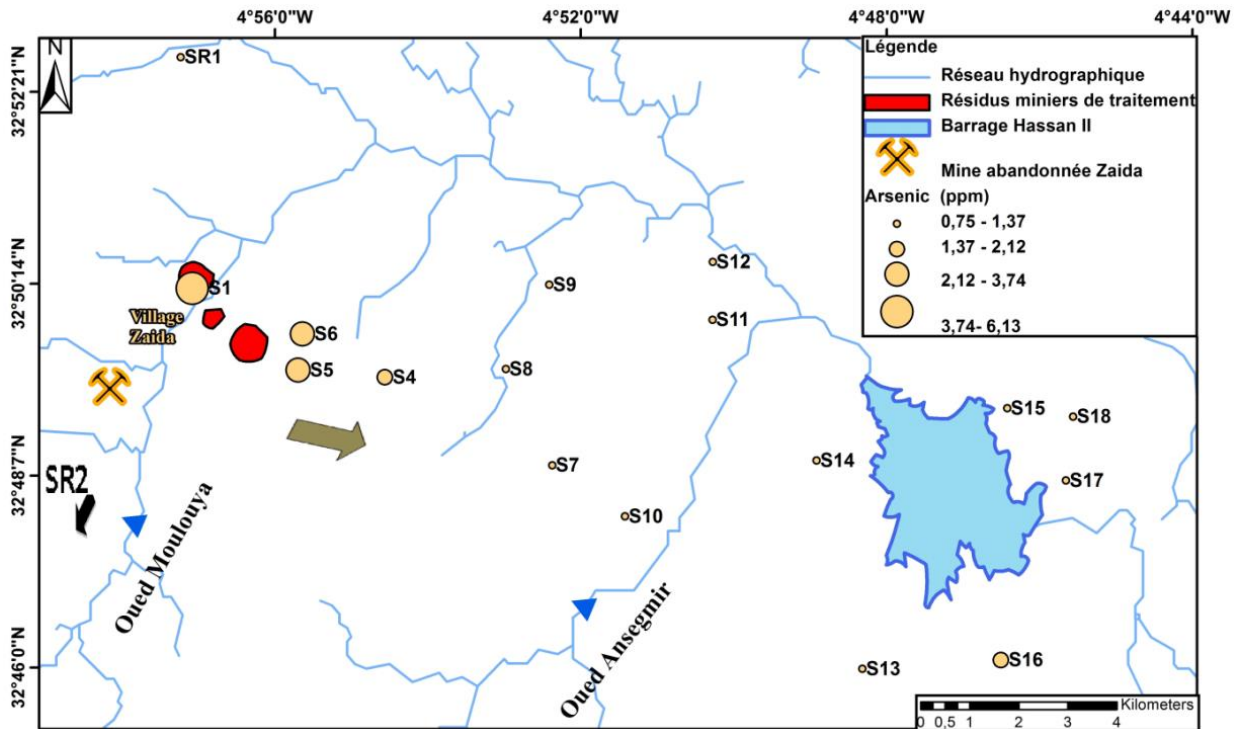 4°56'0"W
4°52'0"W
4°48'0"W
4°44'0"W
32°52'21"N
32°50'14"N
32°48'7"N
32°46'0"N
N
SR1
Légende
Réseau hydrographique
Résidus miniers de traitement
Barrage Hassan II
Mine abandonnée Zaida
Arsenic (ppm)
0,75 - 1,37
1,37 - 2,12
2,12 - 3,74
3,74- 6,13
S12
S9
S1
Village
Zaida
S11
S6
S5
S4
S8
S15
S18
S14
S7
S17
SR2
S10
Oued Moulouya
Oued Ansegmir
S13
S16
Kilometers
0 0,5 1 2 3 4